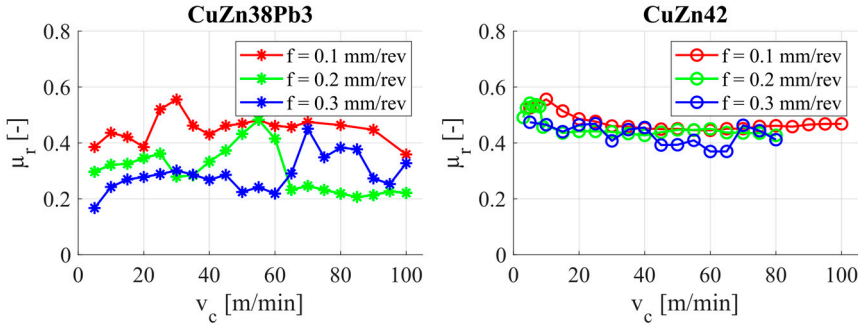 CuZn38Pb3
0.8
0.6
0.4
0.2
0
μr [-]
f = 0.1 mm/rev
f = 0.2 mm/rev
f = 0.3 mm/rev
0 20 40 60 80 100
vc [m/min]
CuZn42
0.8
0.6
0.4
0.2
0
μr [-]
f = 0.1 mm/rev
f = 0.2 mm/rev
f = 0.3 mm/rev
0 20 40 60 80 100
vc [m/min]